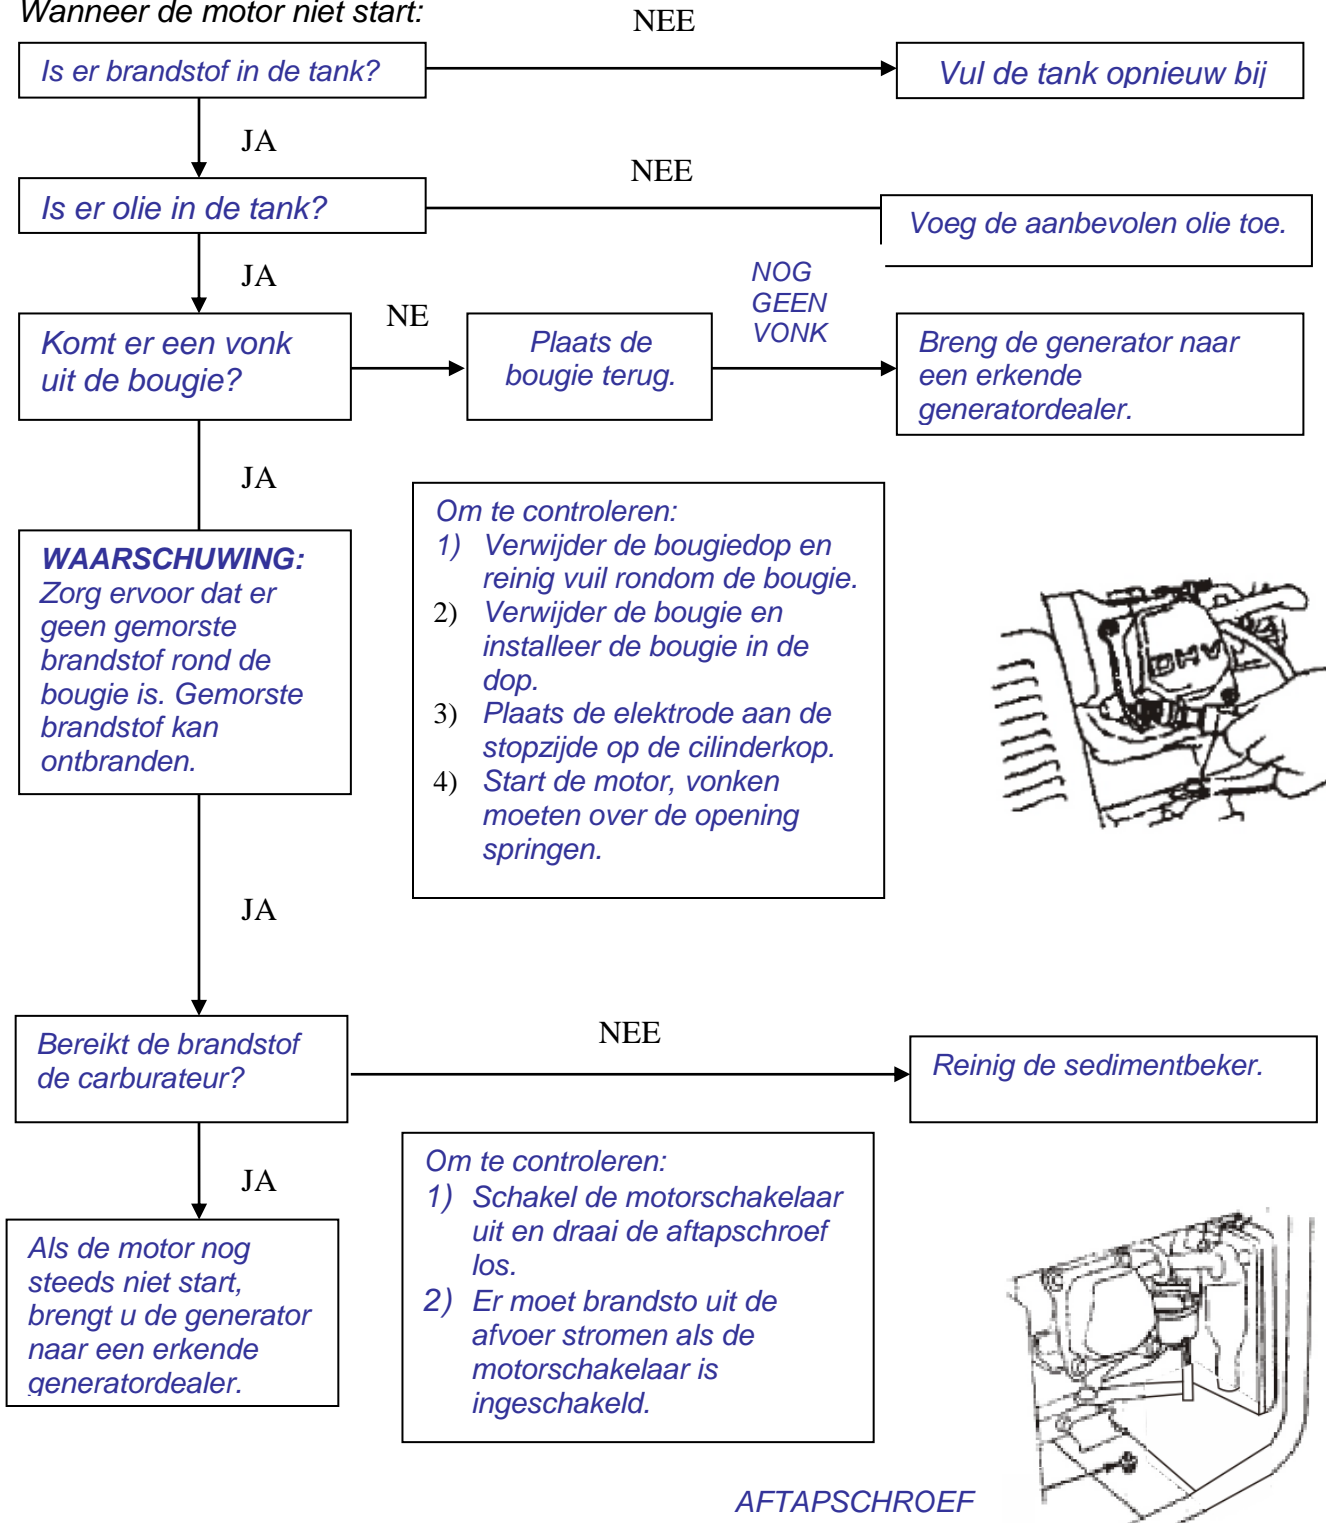 Wanneer de motor niet start:
NEE
Is er brandstof in de tank?
Vul de tank opnieuw bij
JA
NEE
Is er olie in de tank?
Voeg de aanbevolen olie toe.
JA
NE
NOG
GEEN
VONK
Komt er een vonk
uit de bougie?
Plaats de
bougie terug.
Breng de generator naar
een erkende
generatordealer.
JA
WAARSCHUWING:
Zorg ervoor dat er
geen gemorste
brandstof rond de
bougie is. Gemorste
brandstof kan
ontbranden.
Om te controleren:
1) Verwijder de bougiedop en
reinig vuil rondom de bougie.
2) Verwijder de bougie en
installeer de bougie in de
dop.
3) Plaats de elektrode aan de
stopzijde op de cilinderkop.
4) Start de motor, vonken
moeten over de opening
springen.
OHV
JA
Bereikt de brandstof
de carburateur?
NEE
Reinig de sedimentbeker.
JA
Als de motor nog
steeds niet start,
brengt u de generator
naar een erkende
generatordealer.
Om te controleren:
1) Schakel de motorschakelaar
uit en draai de aftapschroef
los.
2) Er moet brandsto uit de
afvoer stromen als de
motorschakelaar is
ingeschakeld.
AFTAPSCHROEF